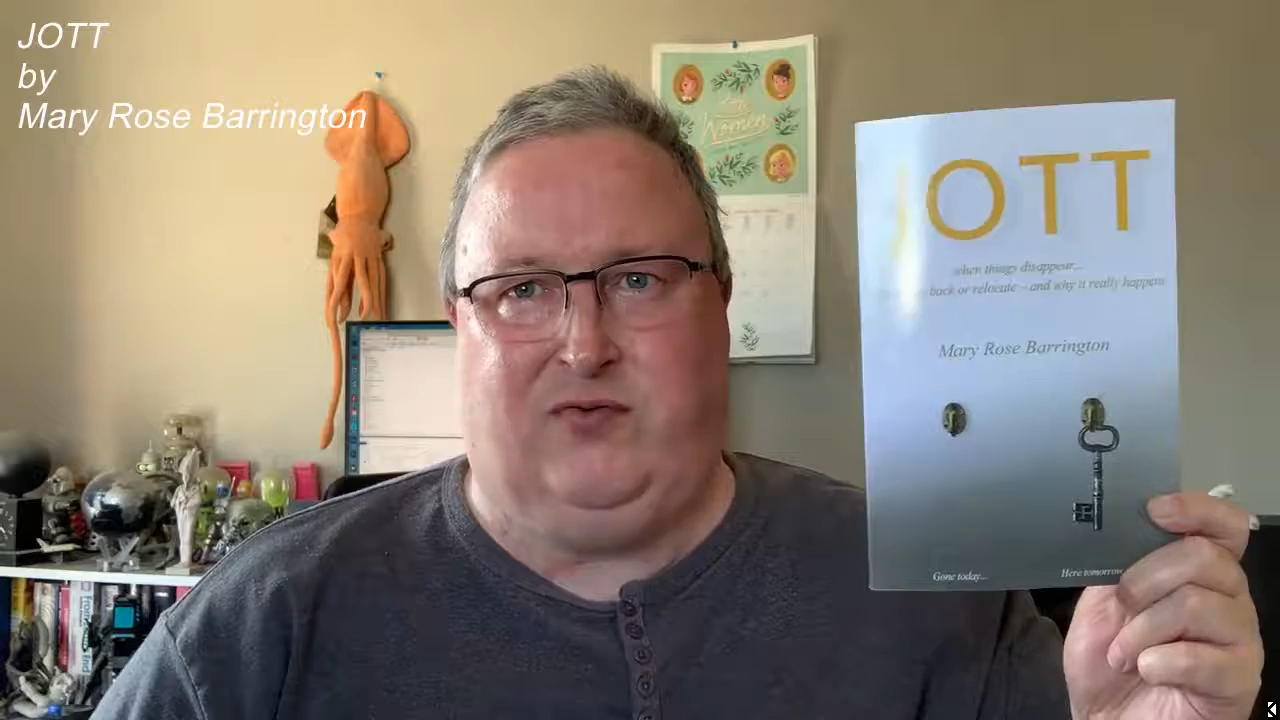 JOTT
by
Mary Rose Barrington
Women
JOTT
when things disappear...
back or relocate – and why it really happens
Mary Rose Barrington
Gone today...
Here tomorrow